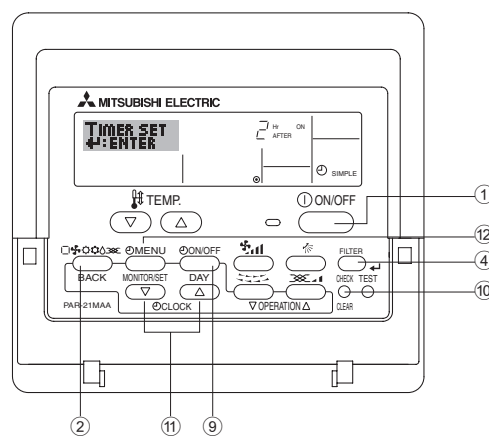 MITSUBISHI ELECTRIC
TIMER SET
↵:ENTER
2 Hr ON
AFTER
SIMPLE
TEMP.
ON/OFF
MENU
ON/OFF
FILTER
BACK
MONITOR/SET
DAY
CHECK TEST
PAR-21MAA
CLOCK
▽ OPERATION △
CLEAR
1
12
4
10
2
11
9